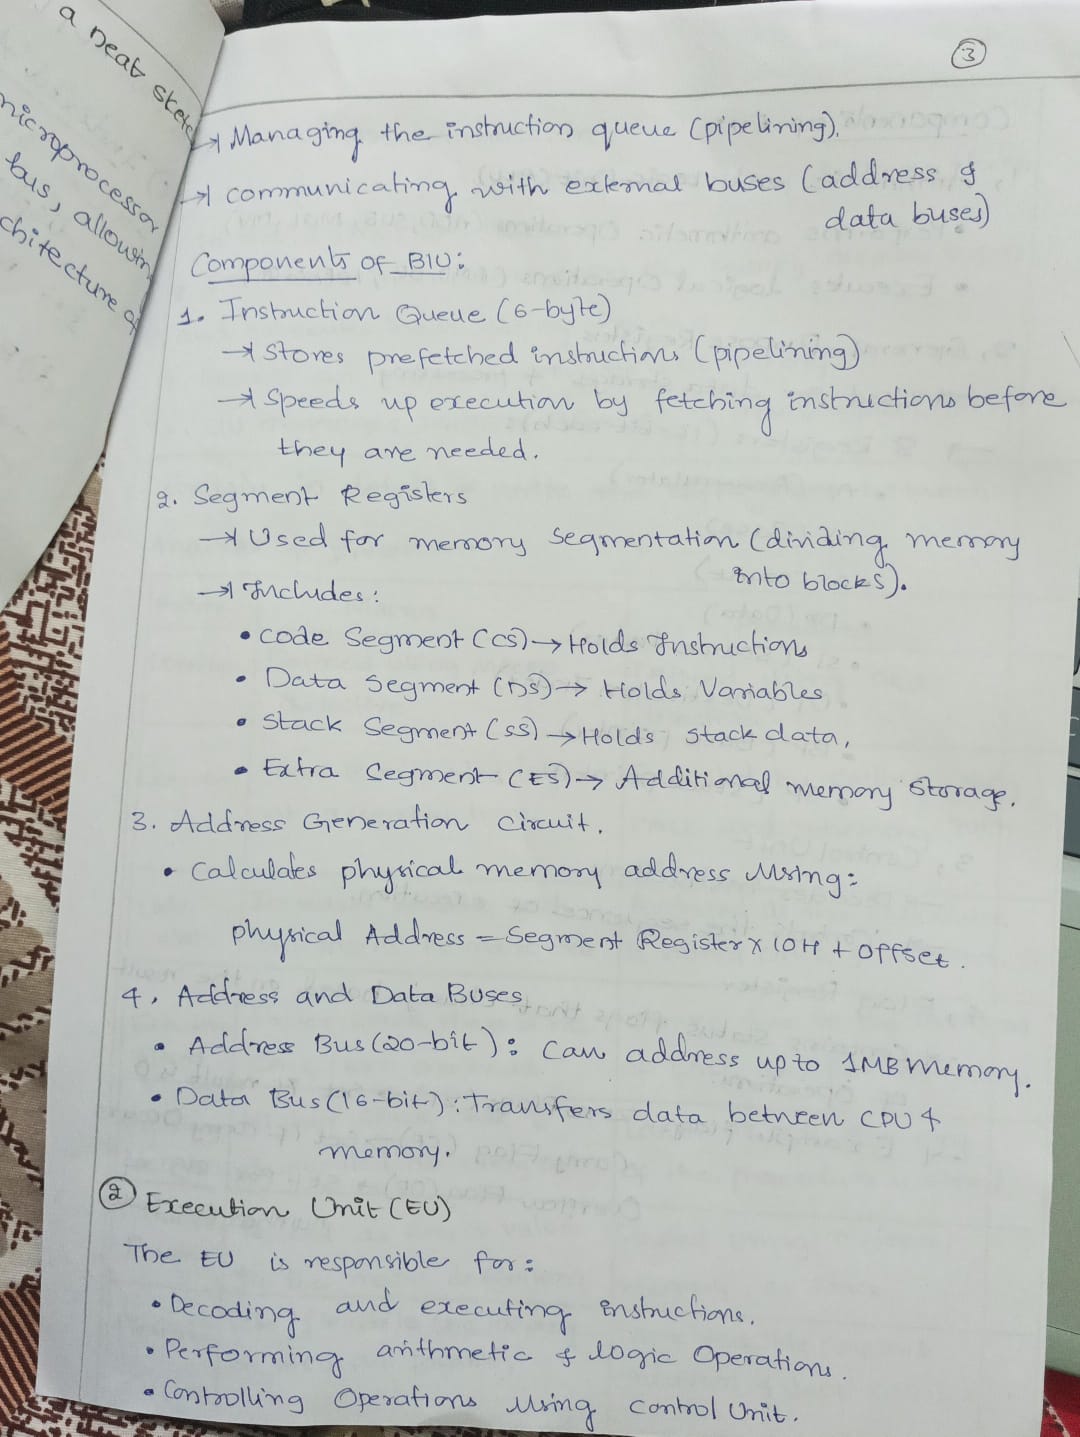 3
a neat
microprocessor
bus, allowing
chitecture of
→ Managing the instruction queue (pipelining).
→ communicating with external buses (address &
data buses)
Components of BIU:
1. Instruction Queue (6-byte)
→ Stores prefetched instructions (pipelining)
→ Speeds up execution by fetching instructions before
they are needed.
2. Segment Registers
→ Used for memory segmentation (dividing memory
into blocks).
→ Includes:
• Code Segment (CS) → Holds Instructions
• Data Segment (DS) → Holds Variables
• Stack Segment (SS) → Holds stack data,
• Extra Segment (ES) → Additional memory storage.
3. Address Generation Circuit.
• Calculates physical memory address Using:
physical Address = Segment Register x 10H + Offset.
4. Address and Data Buses
• Address Bus (20-bit): Can address up to 1MB memory.
• Data Bus (16-bit): Transfers data between CPU &
memory.
2 Execution Unit (EU)
The EU is responsible for:
• Decoding and executing instructions.
• Performing arithmetic & logic Operations.
• Controlling Operations Using control Unit.